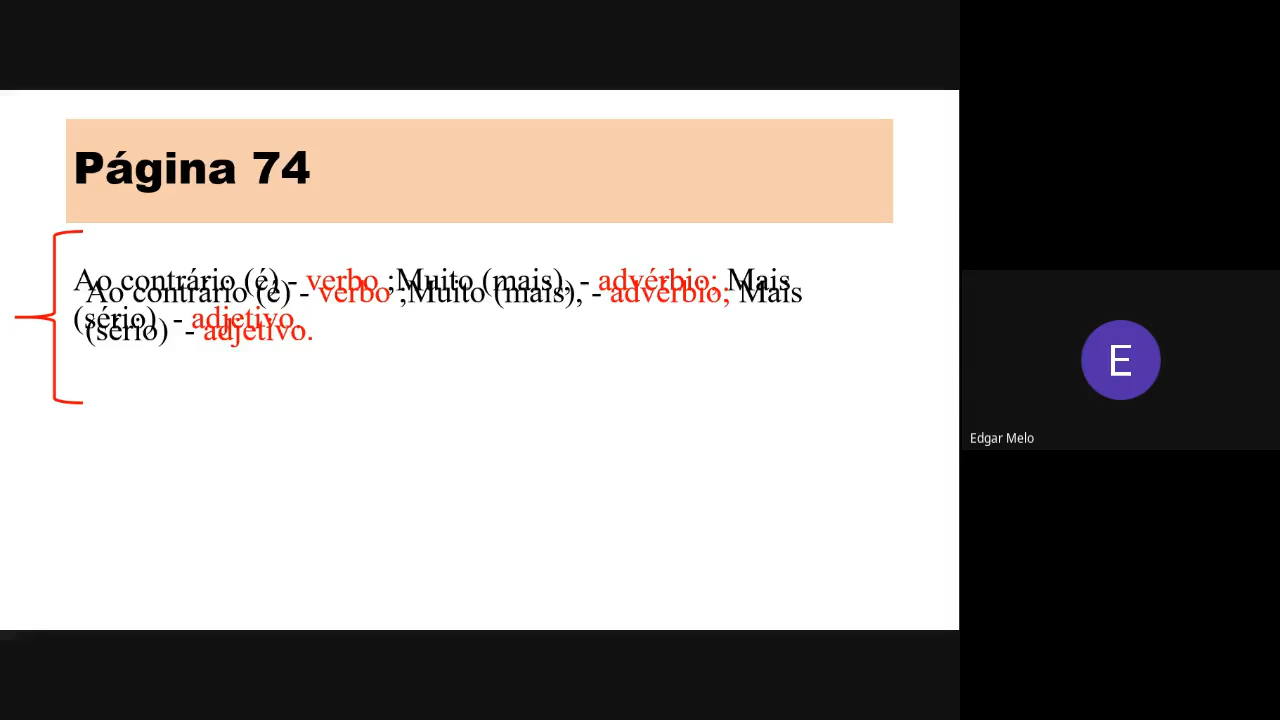 Página 74
Ao contrário (é) - verbo ;Muito (mais), - advérbio; Mais
Ao contrário (é) - verbo ;Muito (mais), - advérbio; Mais
(sério) - adjetivo.
(sério) - adjetivo.
E
Edgar Melo